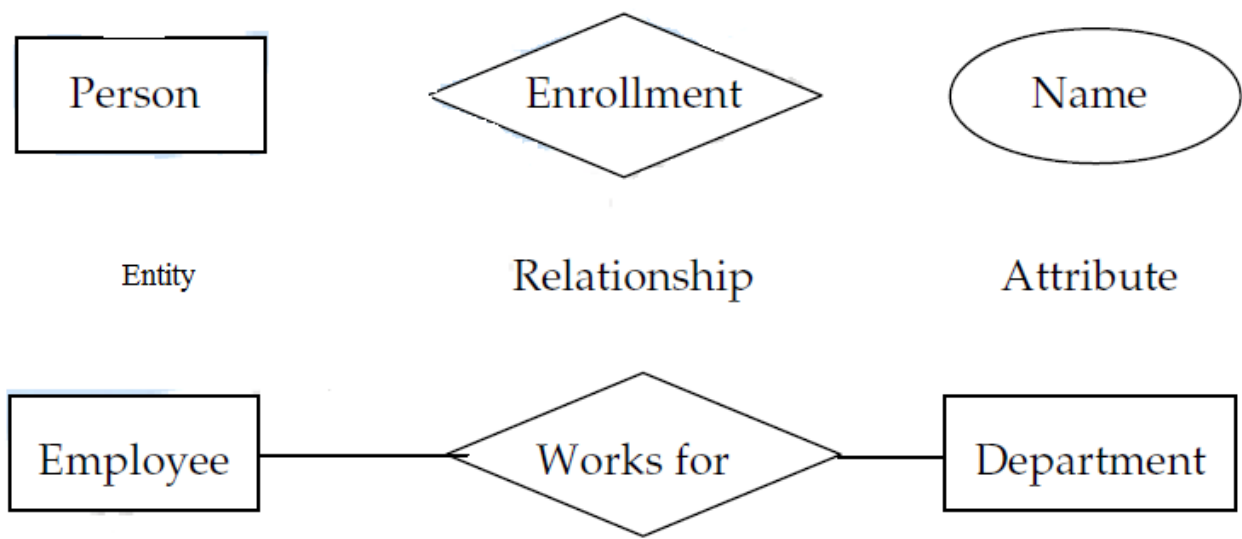 Person Enrollment Name
Entity Relationship Attribute
Employee Works for Department